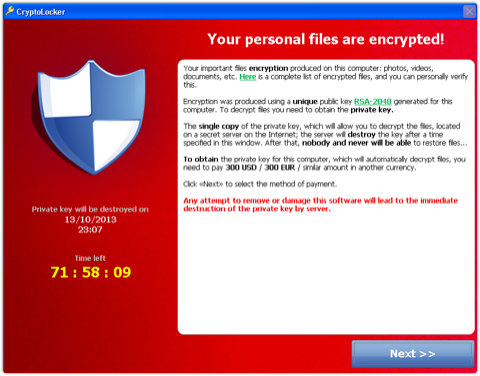 CryptoLocker
Your personal files are encrypted!
Your important files encryption produced on this computer: photos, videos,
documents, etc. Here is a complete list of encrypted files, and you can personally verify
this.
Encryption was produced using a unique public key RSA-2048 generated for this
computer. To decrypt files you need to obtain the private key.
The single copy of the private key, which will allow you to decrypt the files, located
on a secret server on the Internet; the server will destroy the key after a time
specified in this window. After that, nobody and never will be able to restore files...
To obtain the private key for this computer, which will automatically decrypt files, you
need to pay 300 USD / 300 EUR / similar amount in another currency.
Click «Next» to select the method of payment.
Any attempt to remove or damage this software will lead to the immediate
destruction of the private key by server.
Private key will be destroyed on
13/10/2013
23:07
Time left
71 : 58 : 09
Next >>